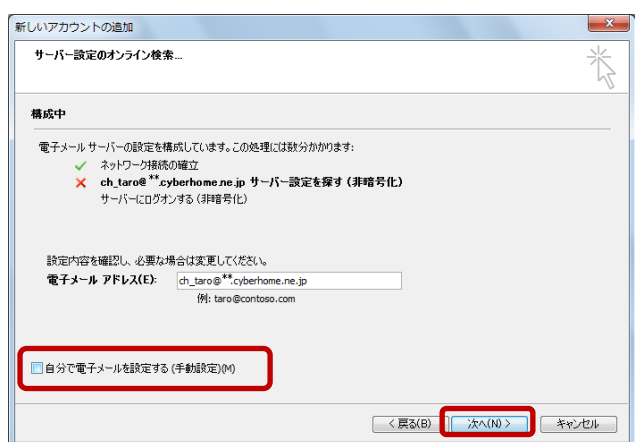 新しいアカウントの追加
サーバー設定のオンライン検索...
構成中
電子メール サーバーの設定を構成しています。この処理には数分かかります:
ネットワーク接続の確立
ch_taro@**.cyberhome.ne.jp サーバー設定を探す (非暗号化)
サーバーにログオンする (非暗号化)
設定内容を確認し、必要な場合は変更してください。
電子メール アドレス(E): ch_taro@**.cyberhome.ne.jp
例: taro@contoso.com
自分で電子メールを設定する (手動設定)(M)
< 戻る(B) 次へ(N) > キャンセル